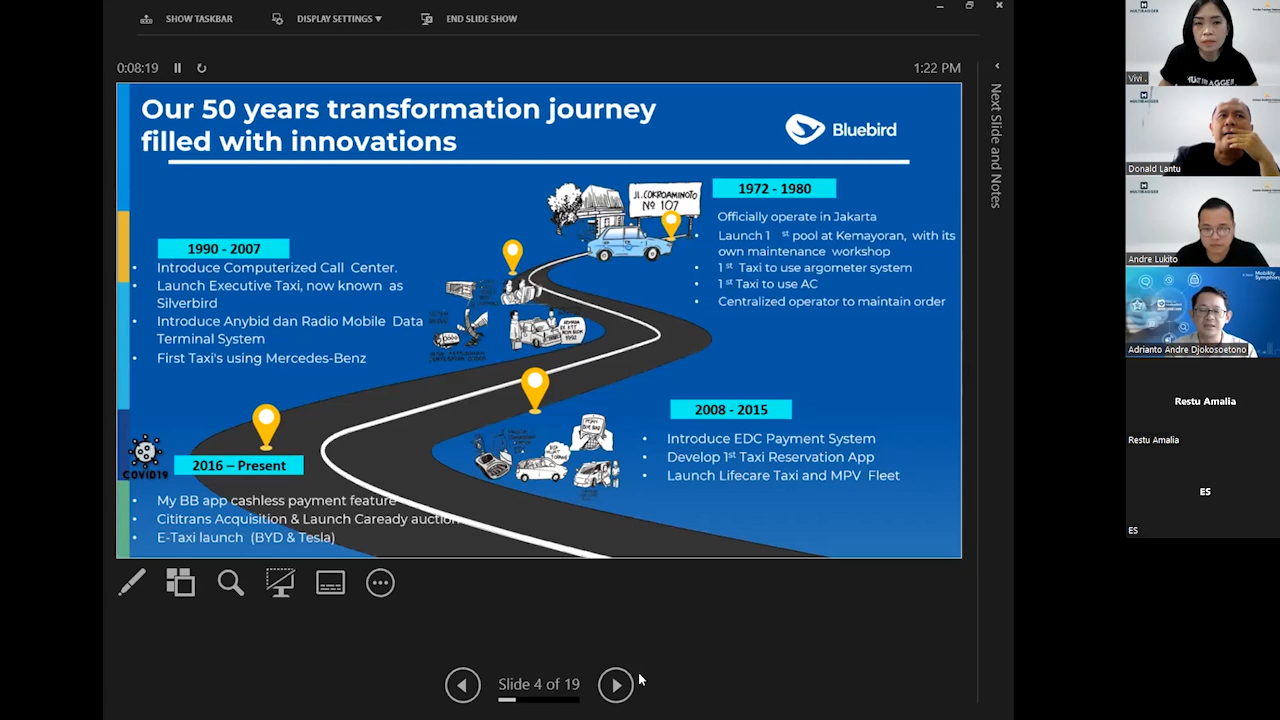 SHOW TASKBAR
DISPLAY SETTINGS ▼
END SLIDE SHOW
0:08:19
1:22 PM
Next Slide and Notes
Our 50 years transformation journey
filled with innovations
Bluebird
JL.COKROAMINOTO
No 107
1972 - 1980
Officially operate in Jakarta
• Launch 1 st pool at Kemayoran, with its
own maintenance workshop
• 1st Taxi to use argometer system
• 1st Taxi to use AC
• Centralized operator to maintain order
1990 - 2007
• Introduce Computerized Call Center.
• Launch Executive Taxi, now known as
Silverbird
• Introduce Anybid dan Radio Mobile Data
Terminal System
• First Taxi's using Mercedes-Benz
2008 - 2015
• Introduce EDC Payment System
• Develop 1st Taxi Reservation App
• Launch Lifecare Taxi and MPV Fleet
COVID19
2016 – Present
• My BB app cashless payment feature
• Cititrans Acquisition & Launch Caready auction
• E-Taxi launch (BYD & Tesla)
Slide 4 of 19
MULTIBAGGER
Vivi .
MULTIBAGGER
Donald Lantu
MULTIBAGGER
Andre Lukito
Mobility
Symphony
Adrianto Andre Djokosoetono
Restu Amalia
Restu Amalia
ES
ES